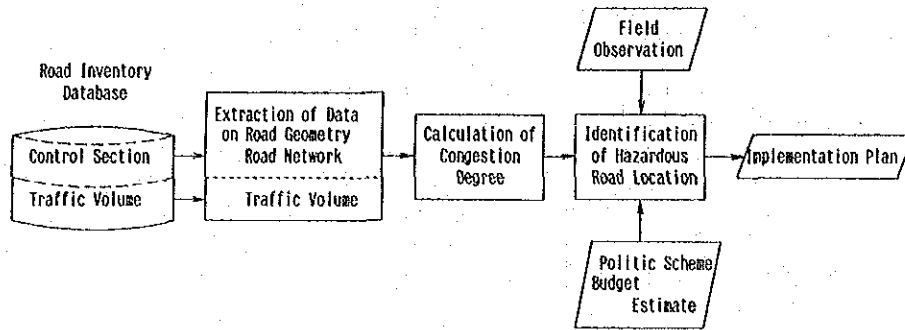 Field
Observation
Road Inventory
Database
Extraction of Data
on Road Geometry
Road Network
Traffic Volume
Control Section
Traffic Volume
Calculation of
Congestion
Degree
Identification
of Hazardous
Road Location
Implementation Plan
Politic Scheme
Budget
Estimate